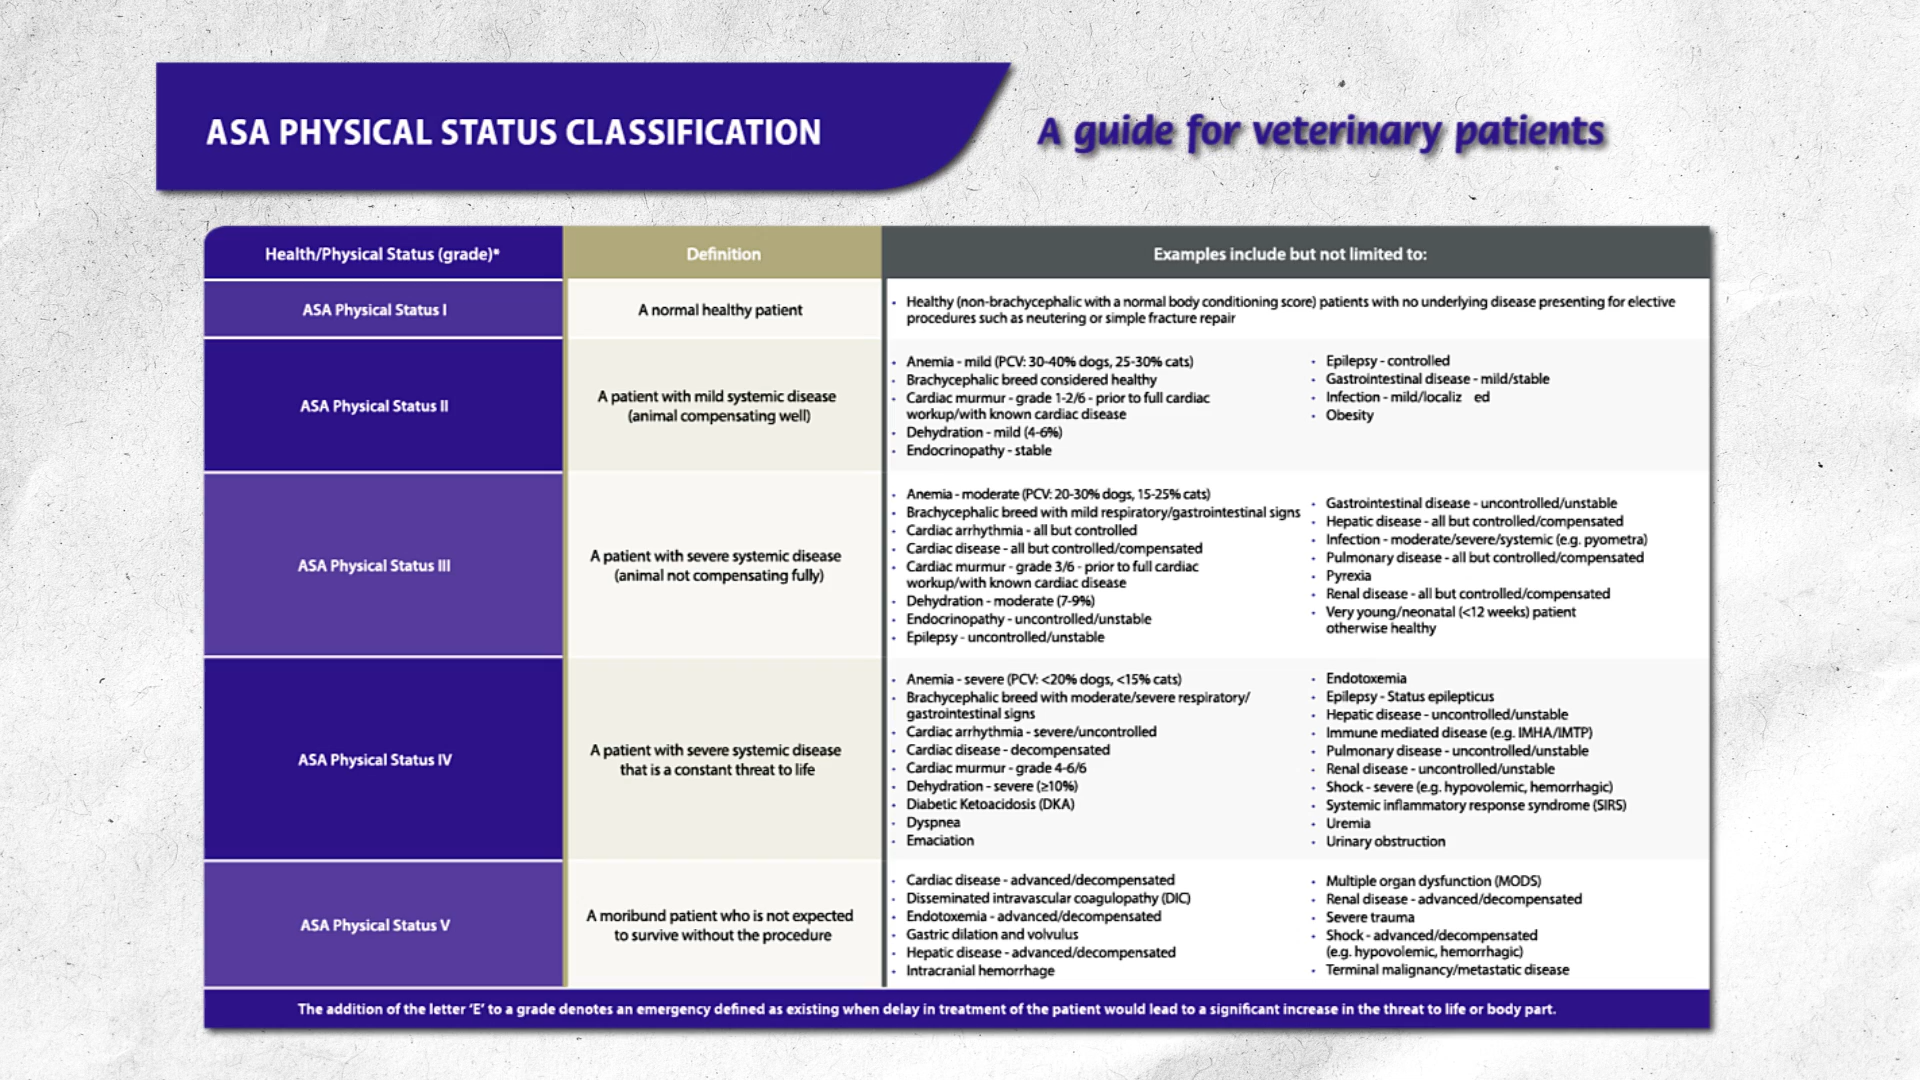 ASA PHYSICAL STATUS CLASSIFICATION
A guide for veterinary patients
Health/Physical Status (grade)*
Definition
Examples include but not limited to:
ASA Physical Status I
A normal healthy patient
• Healthy (non-brachycephalic with a normal body conditioning score) patients with no underlying disease presenting for elective
procedures such as neutering or simple fracture repair
ASA Physical Status II
A patient with mild systemic disease
(animal compensating well)
• Anemia - mild (PCV: 30-40% dogs, 25-30% cats)
• Brachycephalic breed considered healthy
• Cardiac murmur - grade 1-2/6 - prior to full cardiac
workup/with known cardiac disease
• Dehydration - mild (4-6%)
• Endocrinopathy - stable
• Epilepsy - controlled
• Gastrointestinal disease - mild/stable
• Infection - mild/localiz ed
• Obesity
ASA Physical Status III
A patient with severe systemic disease
(animal not compensating fully)
• Anemia - moderate (PCV: 20-30% dogs, 15-25% cats)
• Brachycephalic breed with mild respiratory/gastrointestinal signs
• Cardiac arrhythmia - all but controlled
• Cardiac disease - all but controlled/compensated
• Cardiac murmur - grade 3/6 - prior to full cardiac
workup/with known cardiac disease
• Dehydration - moderate (7-9%)
• Endocrinopathy - uncontrolled/unstable
• Epilepsy - uncontrolled/unstable
• Gastrointestinal disease - uncontrolled/unstable
• Hepatic disease - all but controlled/compensated
• Infection - moderate/severe/systemic (e.g. pyometra)
• Pulmonary disease - all but controlled/compensated
• Pyrexia
• Renal disease - all but controlled/compensated
• Very young/neonatal (<12 weeks) patient
otherwise healthy
ASA Physical Status IV
A patient with severe systemic disease
that is a constant threat to life
• Anemia - severe (PCV: <20% dogs, <15% cats)
• Brachycephalic breed with moderate/severe respiratory/
gastrointestinal signs
• Cardiac arrhythmia - severe/uncontrolled
• Cardiac disease - decompensated
• Cardiac murmur - grade 4-6/6
• Dehydration - severe (≥10%)
• Diabetic Ketoacidosis (DKA)
• Dyspnea
• Emaciation
• Endotoxemia
• Epilepsy - Status epilepticus
• Hepatic disease - uncontrolled/unstable
• Immune mediated disease (e.g. IMHA/IMTP)
• Pulmonary disease - uncontrolled/unstable
• Renal disease - uncontrolled/unstable
• Shock - severe (e.g. hypovolemic, hemorrhagic)
• Systemic inflammatory response syndrome (SIRS)
• Uremia
• Urinary obstruction
ASA Physical Status V
A moribund patient who is not expected
to survive without the procedure
• Cardiac disease - advanced/decompensated
• Disseminated intravascular coagulopathy (DIC)
• Endotoxemia - advanced/decompensated
• Gastric dilation and volvulus
• Hepatic disease - advanced/decompensated
• Intracranial hemorrhage
• Multiple organ dysfunction (MODS)
• Renal disease - advanced/decompensated
• Severe trauma
• Shock - advanced/decompensated
(e.g. hypovolemic, hemorrhagic)
• Terminal malignancy/metastatic disease
The addition of the letter ‘E’ to a grade denotes an emergency defined as existing when delay in treatment of the patient would lead to a significant increase in the threat to life or body part.